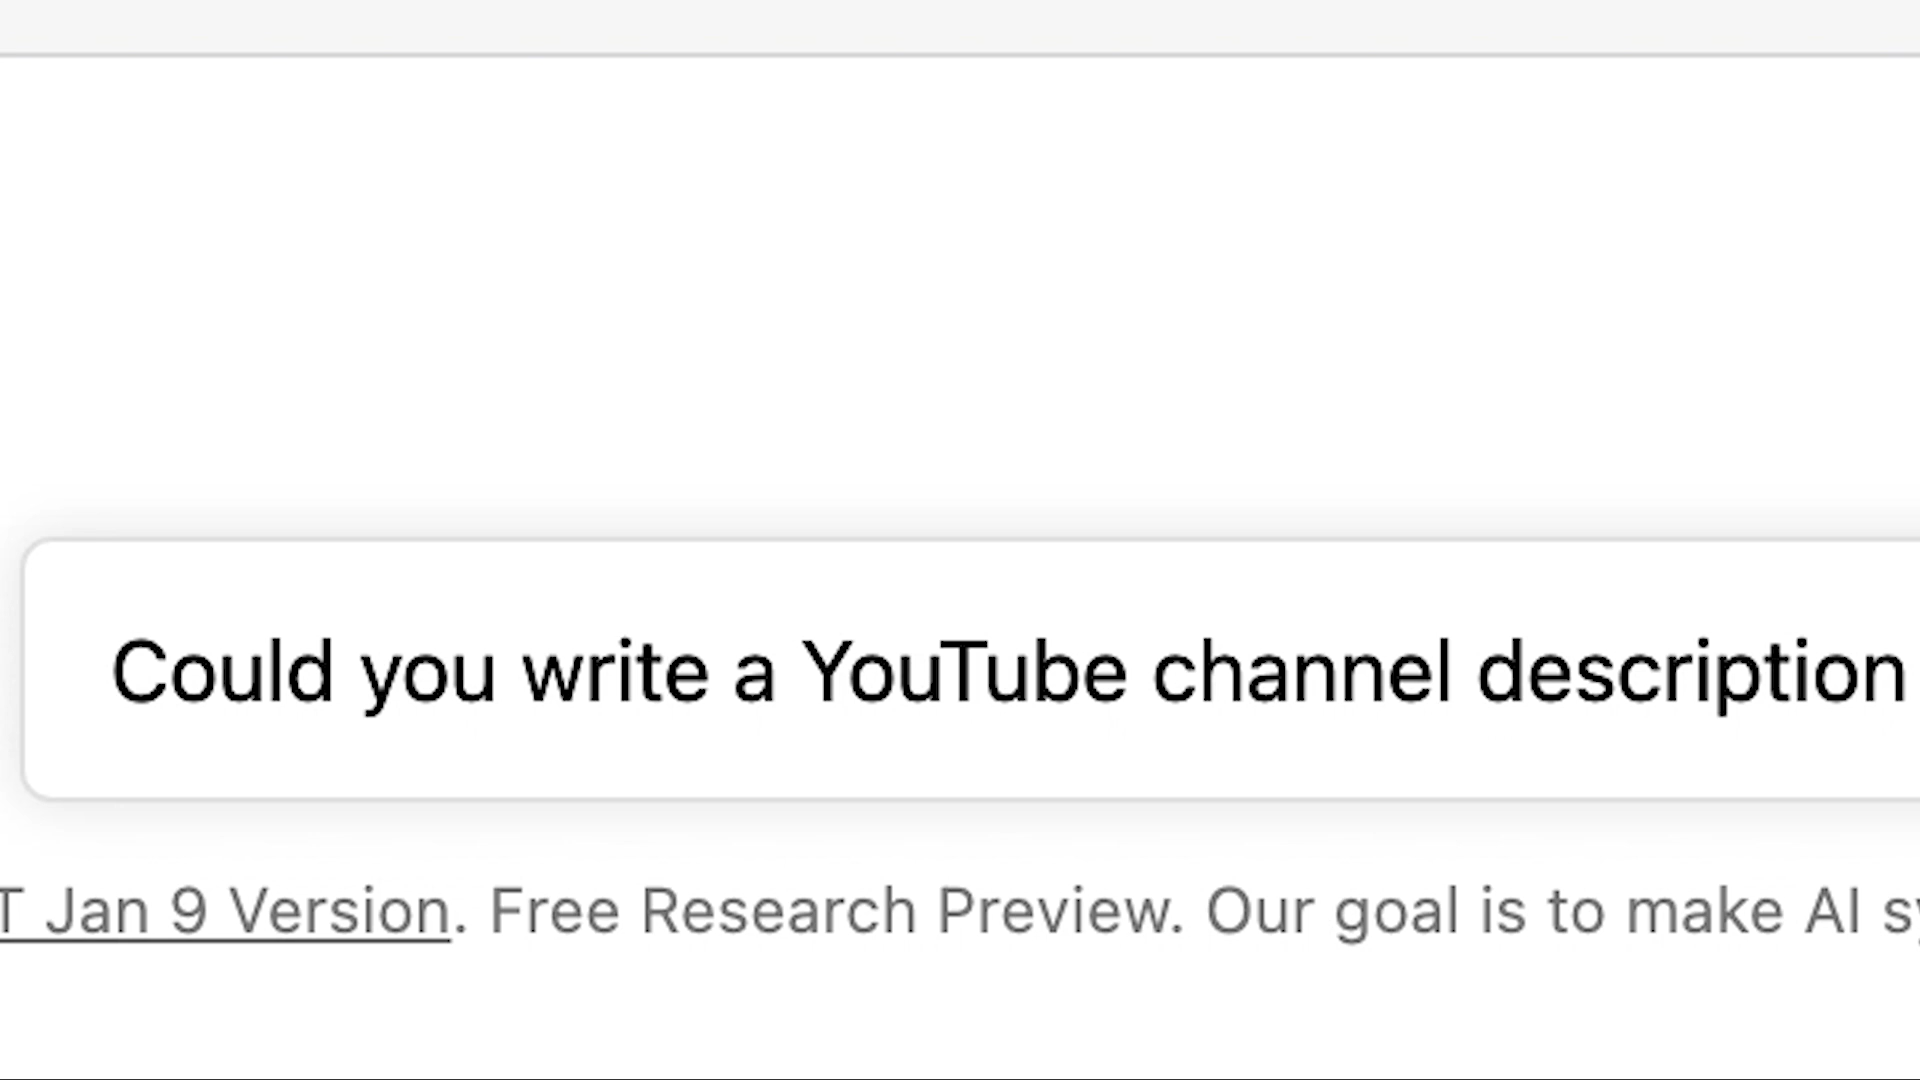 Could you write a YouTube channel description
T Jan 9 Version. Free Research Preview. Our goal is to make AI